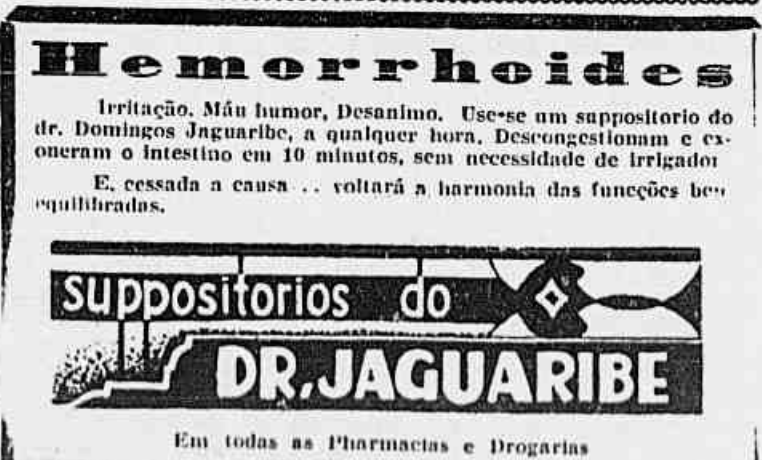 Hemorrhoides
Irritação. Máu humor, Desanimo. Use-se um suppositorio do
dr. Domingos Jaguaribe, a qualquer hora. Descongestionam e ex-
oneram o intestino em 10 minutos, sem necessidade de irrigador
E, cessada a causa .. voltará a harmonia das funcções bem
equilibradas.
suppositorios do
DR. JAGUARIBE
Em todas as Pharmacias e Drogarias